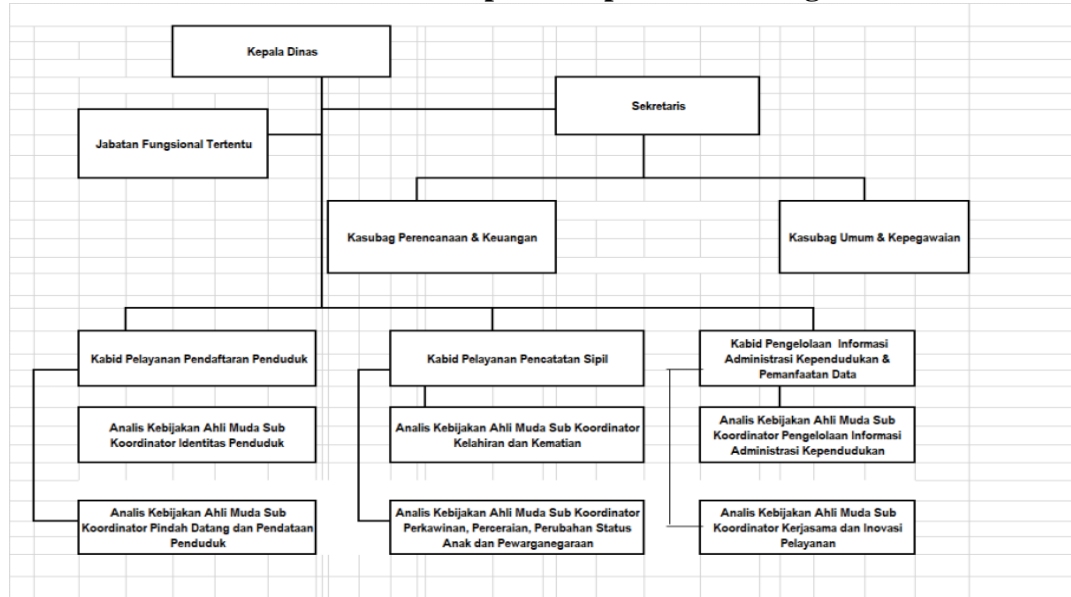 Kepala Dinas
Sekretaris
Jabatan Fungsional Tertentu
Kasubag Perencanaan & Keuangan
Kasubag Umum & Kepegawaian
Kabid Pelayanan Pendaftaran Penduduk
Kabid Pelayanan Pencatatan Sipil
Kabid Pengelolaan Informasi
Administrasi Kependudukan &
Pemanfaatan Data
Analis Kebijakan Ahli Muda Sub
Koordinator Identitas Penduduk
Analis Kebijakan Ahli Muda Sub Koordinator
Kelahiran dan Kematian
Analis Kebijakan Ahli Muda Sub
Koordinator Pengelolaan Informasi
Administrasi Kependudukan
Analis Kebijakan Ahli Muda Sub
Koordinator Pindah Datang dan Pendataan
Penduduk
Analis Kebijakan Ahli Muda Sub Koordinator
Perkawinan, Perceraian, Perubahan Status
Anak dan Pewarganegaraan
Analis Kebijakan Ahli Muda Sub
Koordinator Kerjasama dan Inovasi
Pelayanan